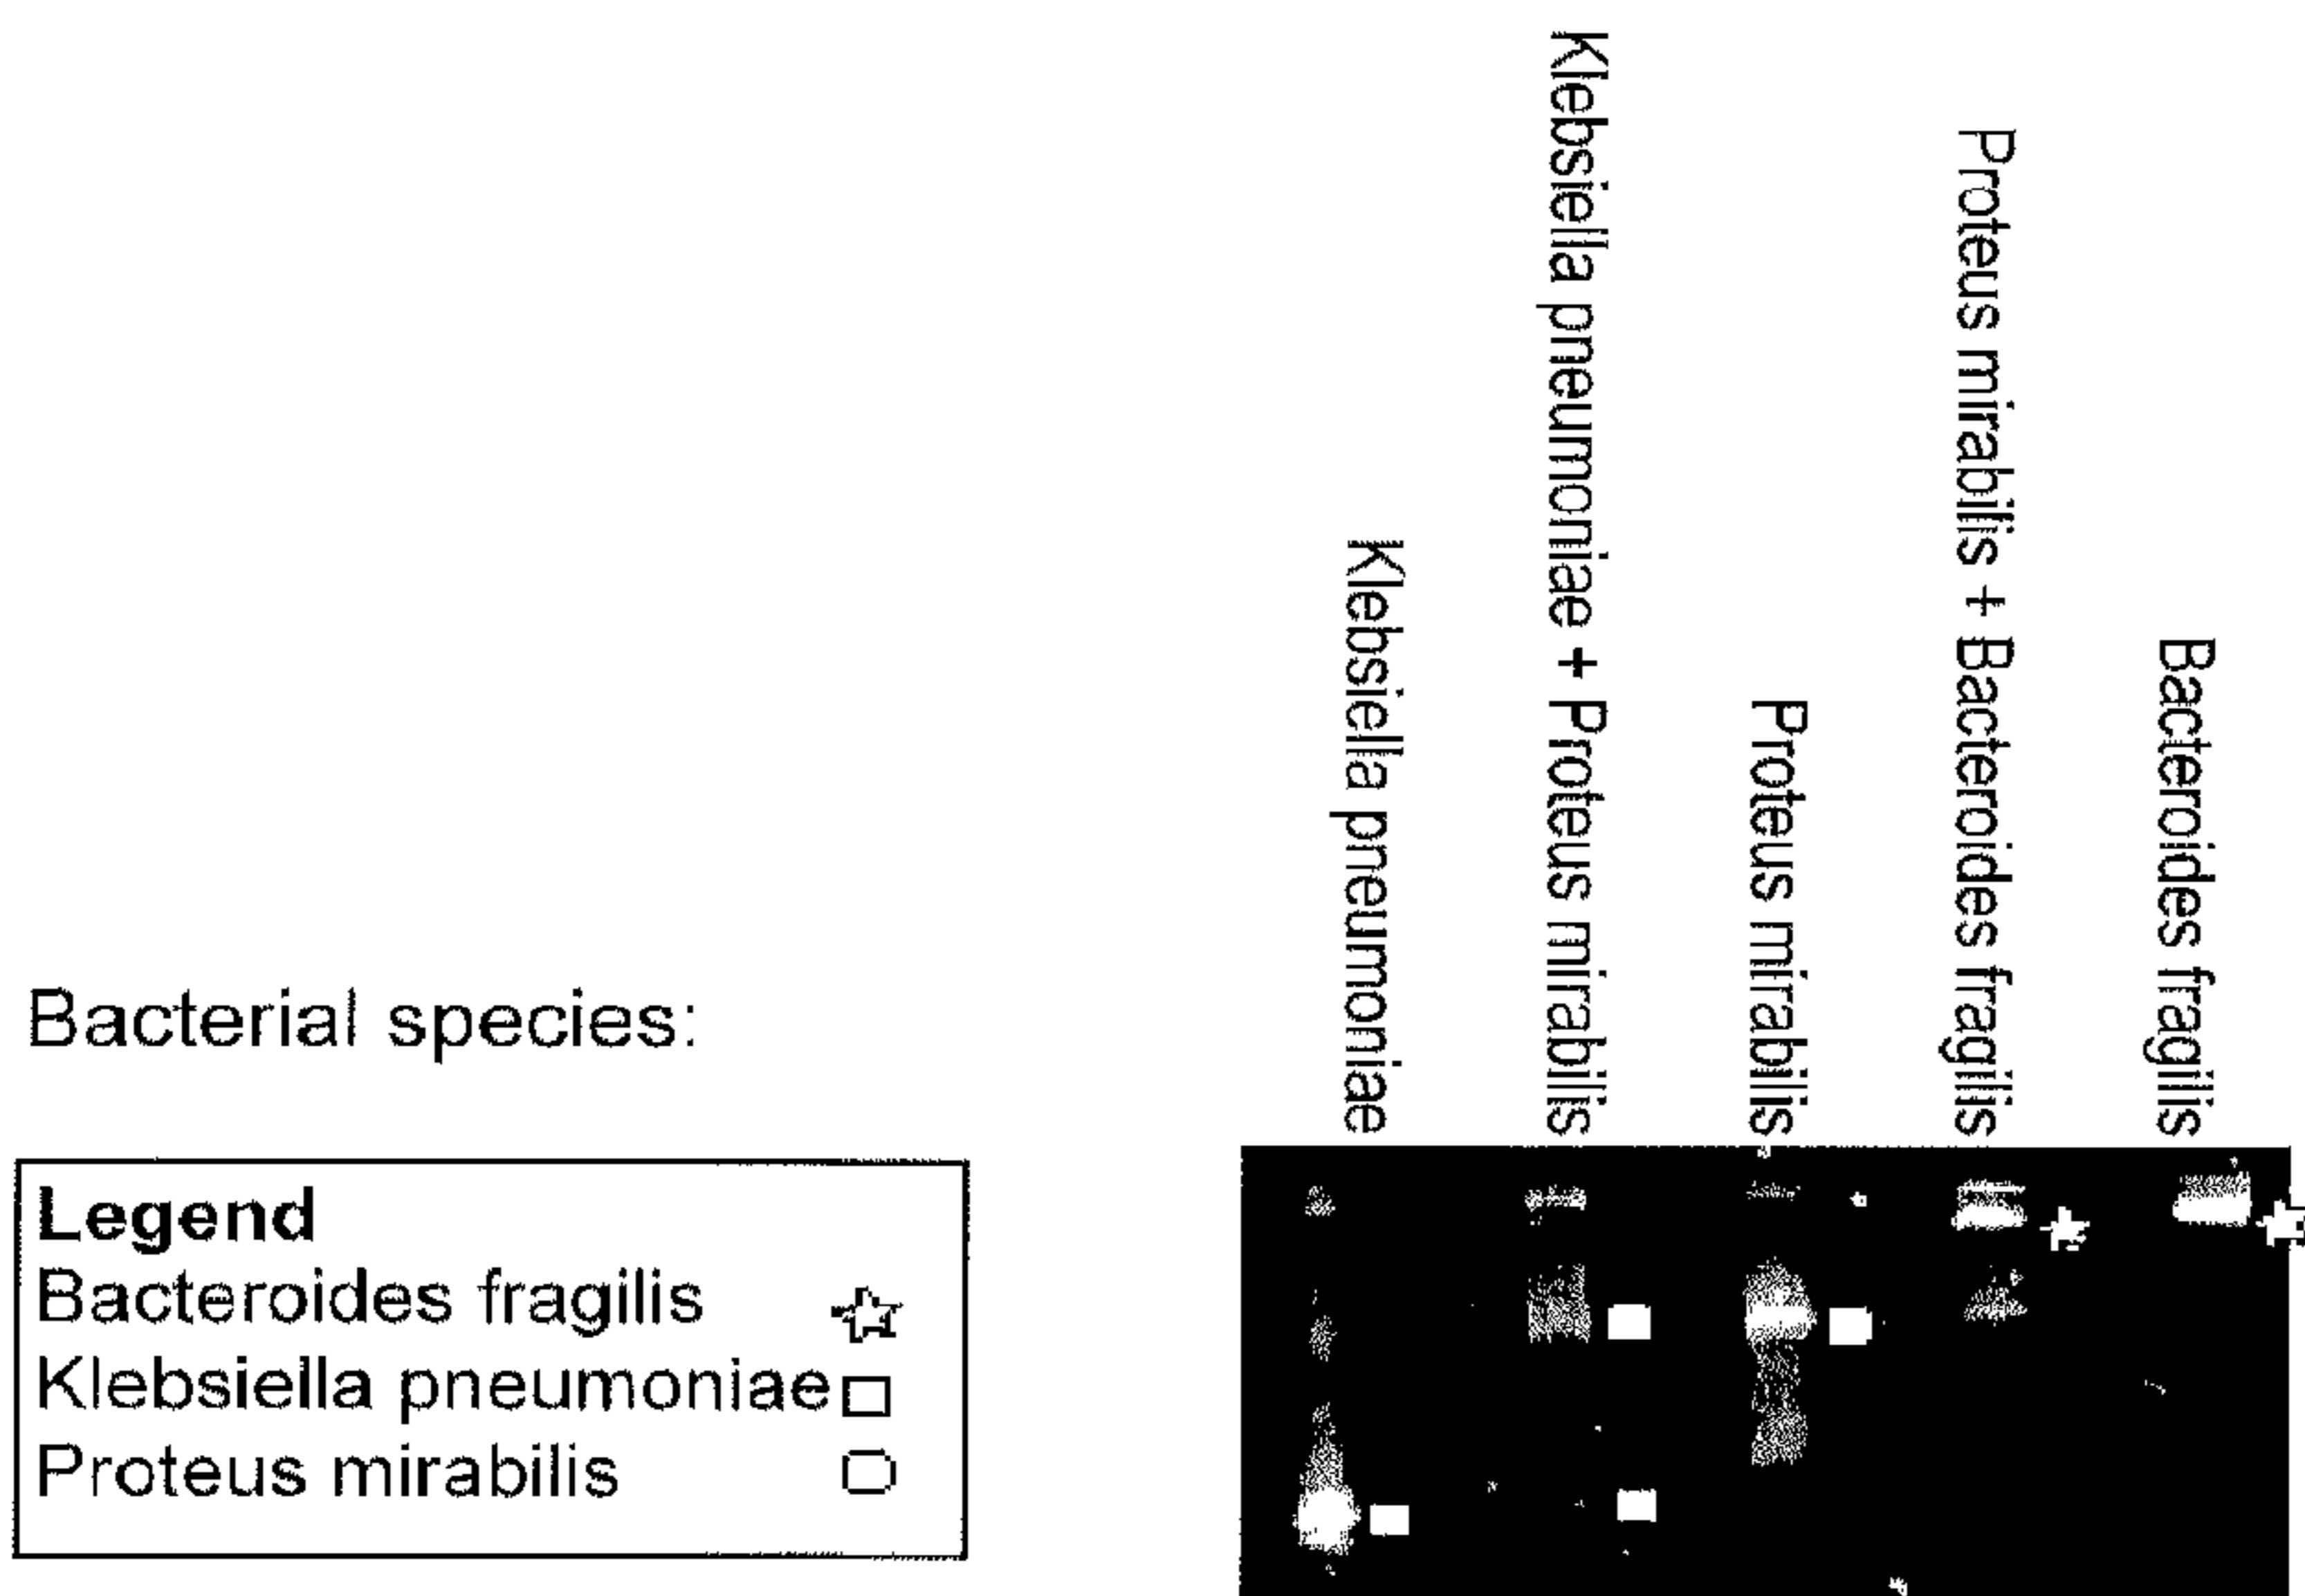 Klebsiella pneumoniae
Klebsiella pneumoniae + Proteus mirabilis
Proteus mirabilis
Proteus mirabilis + Bacteroides fragilis
Bacteroides fragilis
Bacterial species:
Legend
Bacteroides fragilis
Klebsiella pneumoniae
Proteus mirabilis